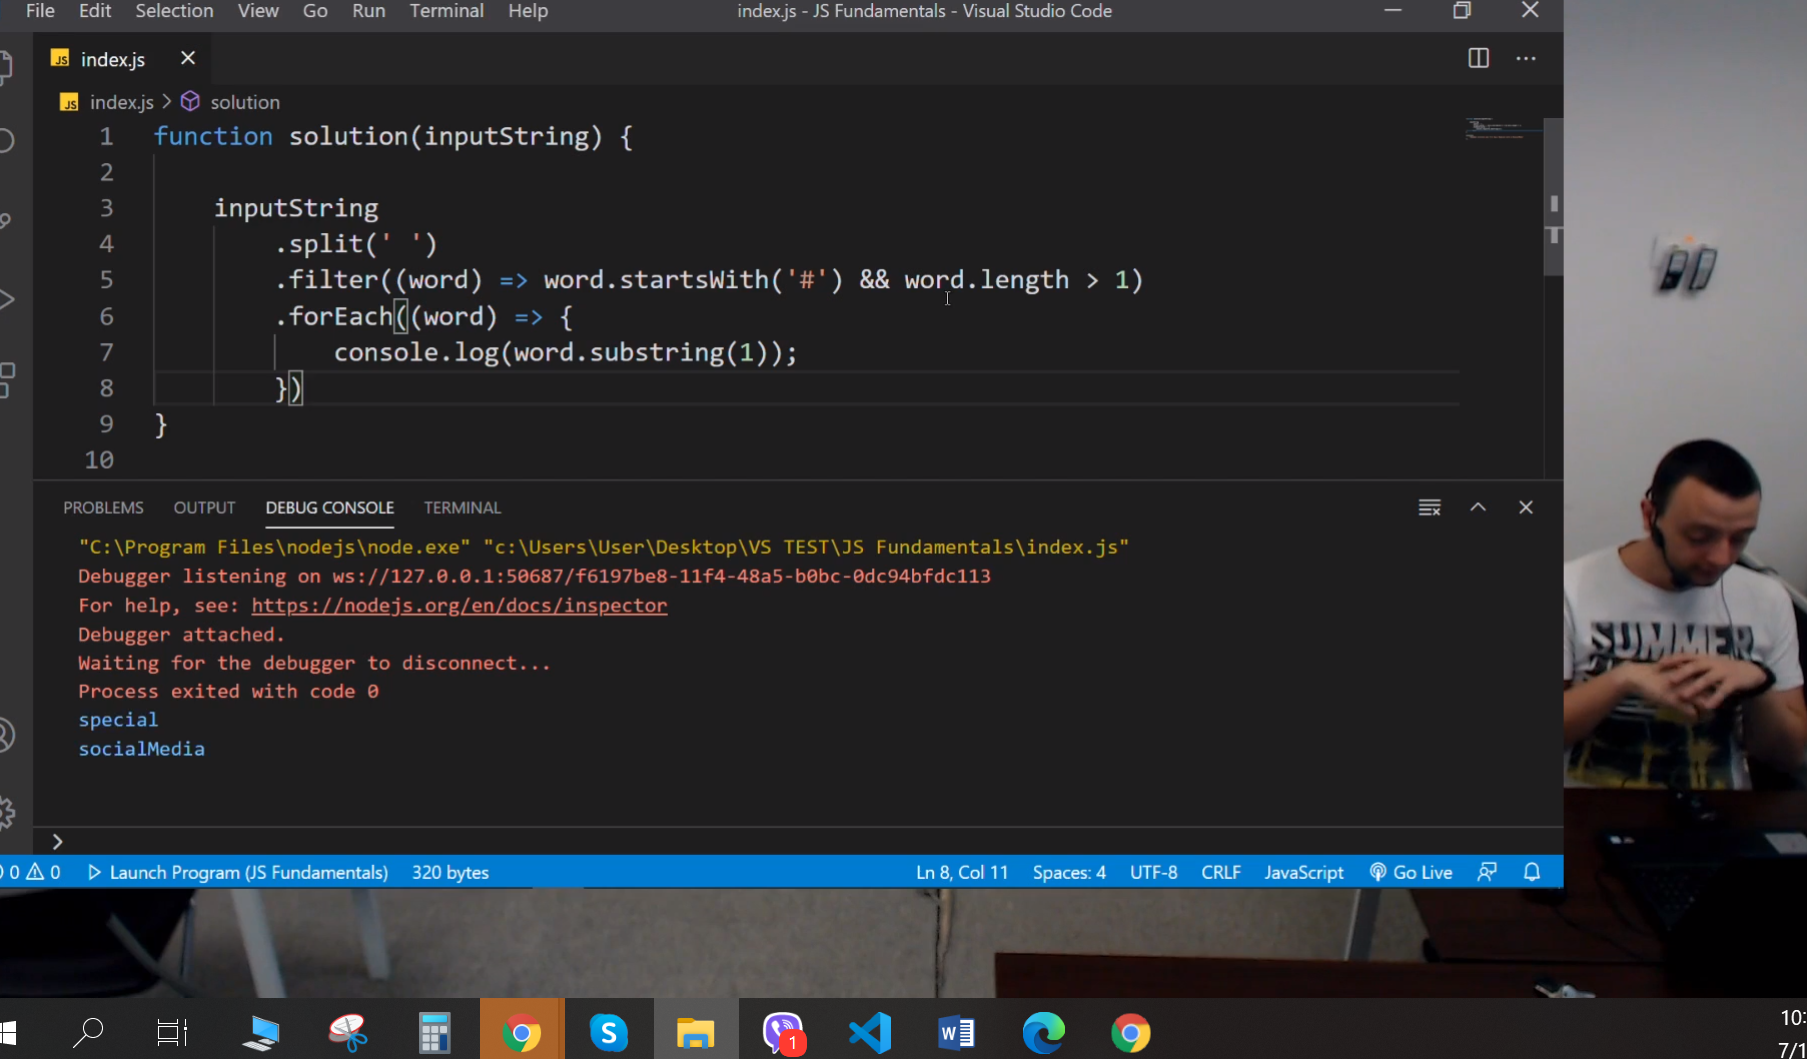 File Edit Selection View Go Run Terminal Help index.js - JS Fundamentals - Visual Studio Code
JS index.js
JS index.js > solution
1 function solution(inputString) {
2
3 inputString
4 .split(' ')
5 .filter((word) => word.startsWith('#') && word.length > 1)
6 .forEach((word) => {
7 console.log(word.substring(1));
8 })
9 }
10
PROBLEMS OUTPUT DEBUG CONSOLE TERMINAL
"C:\Program Files\nodejs\node.exe" "c:\Users\User\Desktop\VS TEST\JS Fundamentals\index.js"
Debugger listening on ws://127.0.0.1:50687/f6197be8-11f4-48a5-b0bc-0dc94bfdc113
For help, see: https://nodejs.org/en/docs/inspector
Debugger attached.
Waiting for the debugger to disconnect...
Process exited with code 0
special
socialMedia
SUMMER
0 0 Launch Program (JS Fundamentals) 320 bytes Ln 8, Col 11 Spaces: 4 UTF-8 CRLF JavaScript Go Live
S 1 W
10:
7/1